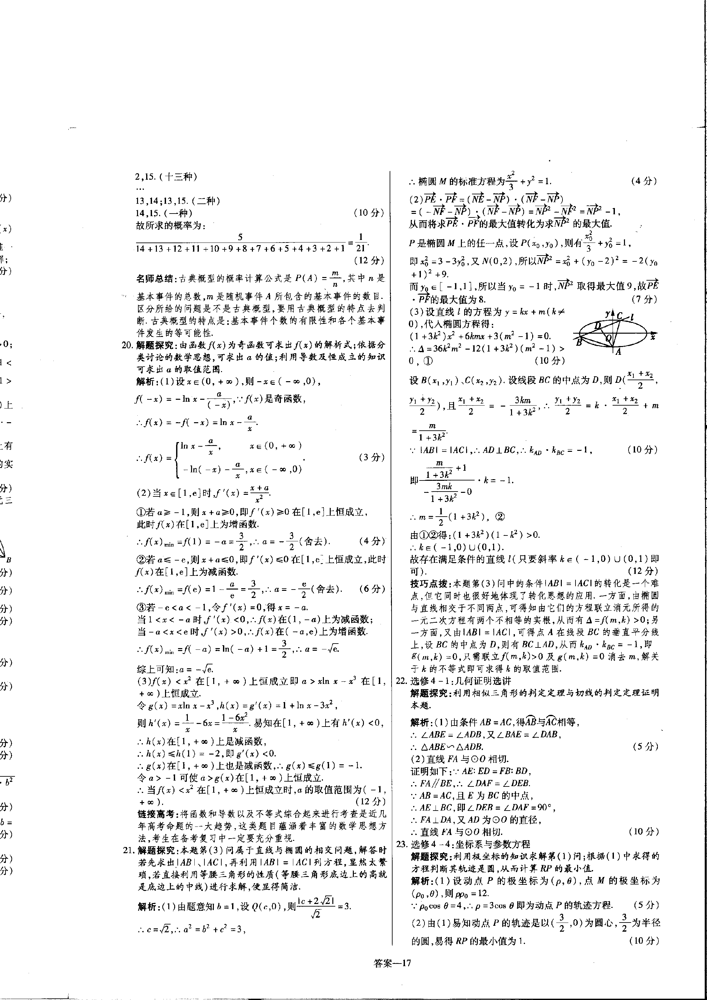 2,15.(十三种)
…
13,14;13,15.(二种)
14,15.(一种) (10分)
故所求的概率为:
5/(14+13+12+11+10+9+8+7+6+5+4+3+2+1)=1/21.
(12分)
名师总结:古典概型的概率计算公式是 P(A)=m/n,其中 n 是
基本事件的总数,m 是随机事件 A 所包含的基本事件的数目.
区分所给的问题是不是古典概型,要用古典概型的特点去判
断.古典概型的特点是:基本事件个数的有限性和各个基本事
件发生的等可能性.
20.解题探究:由函数f(x)为奇函数可求出f(x)的解析式;依据分
类讨论的数学思想,可求出 a 的值;利用导数及恒成立的知识
可求出 a 的取值范围.
解析:(1)设x∈(0,+∞),则-x∈(-∞,0),
f(-x)=-ln x-a/(-x),∵f(x)是奇函数,
∴f(x)=-f(-x)=ln x-a/x.
∴f(x)={ln x-a/x, x∈(0,+∞)
-ln(-x)-a/x,x∈(-∞,0). (3分)
(2)当x∈[1,e]时,f′(x)=(x+a)/x².
①若a≥-1,则x+a≥0,即f′(x)≥0在[1,e]上恒成立,
此时f(x)在[1,e]上为增函数.
∴f(x)min=f(1)=-a=3/2,∴a=-3/2(舍去). (4分)
②若a≤-e,则x+a≤0,即f′(x)≤0在[1,e]上恒成立,此时
f(x)在[1,e]上为减函数.
∴f(x)min=f(e)=1-a/e=3/2,∴a=-e/2(舍去). (6分)
③若-e<a<-1,令f′(x)=0,得x=-a.
当1<x<-a时,f′(x)<0,∴f(x)在(1,-a)上为减函数;
当-a<x<e时,f′(x)>0,∴f(x)在(-a,e)上为增函数.
∴f(x)min=f(-a)=ln(-a)+1=3/2,∴a=-√e.
综上可知:a=-√e.
(3)f(x)<x²在[1,+∞)上恒成立即a>xln x-x³在[1,
+∞)上恒成立.
令g(x)=xln x-x³,h(x)=g′(x)=1+ln x-3x²,
则h′(x)=1/x-6x=(1-6x²)/x.易知在[1,+∞)上有h′(x)<0,
∴h(x)在[1,+∞)上是减函数,
∴h(x)≤h(1)=-2,即g′(x)<0.
∴g(x)在[1,+∞)上也是减函数,∴g(x)≤g(1)=-1.
令a>-1可使a>g(x)在[1,+∞)上恒成立.
∴当f(x)<x²在[1,+∞)上恒成立时,a的取值范围为(-1,
+∞). (12分)
链接高考:将函数和导数以及不等式综合起来进行考查是近几
年高考命题的一大趋势,这类题目蕴涵着丰富的数学思想方
法,考生在备考复习中一定要充分重视.
21.解题探究:本题第(3)问属于直线与椭圆的相交问题,解答时
若先求出|AB|、|AC|,再利用|AB|=|AC|列方程,显然太繁
琐,若直接利用等腰三角形的性质(等腰三角形底边上的高就
是底边上的中线)进行求解,便显得简洁.
解析:(1)由题意知b=1,设Q(c,0),则|c+2√2|/√2=3.
∴c=√2,∴a²=b²+c²=3,
∴椭圆M的标准方程为x²/3+y²=1. (4分)
(2)PE→·PF→=(NE→-NP→)·(NF→-NP→)
=(-NF→-NP→)·(NF→-NP→)=NP→²-NF→²=NP→²-1,
从而将求PE→·PF→的最大值转化为求NP→²的最大值.
P是椭圆M上的任一点,设P(x₀,y₀),则有x₀²/3+y₀²=1,
即x₀²=3-3y₀²,又N(0,2),所以NP→²=x₀²+(y₀-2)²=-2(y₀
+1)²+9.
而y₀∈[-1,1],所以当y₀=-1时,NP→²取得最大值9,故PE→
·PF→的最大值为8. (7分)
(3)设直线l的方程为y=kx+m(k≠
0),代入椭圆方程得:
(1+3k²)x²+6kmx+3(m²-1)=0.
∴Δ=36k²m²-12(1+3k²)(m²-1)>
0,① (10分)
y C l
D
B O x
A
设B(x₁,y₁)、C(x₂,y₂).设线段BC的中点为D,则D((x₁+x₂)/2,
(y₁+y₂)/2),且(x₁+x₂)/2=-3km/(1+3k²),∴(y₁+y₂)/2=k·(x₁+x₂)/2+m
=m/(1+3k²).
∵|AB|=|AC|,∴AD⊥BC,∴k_AD·k_BC=-1, (10分)
即(m/(1+3k²)+1)/(-3mk/(1+3k²)-0)·k=-1.
∴m=1/2(1+3k²),②
由①②得:(1+3k²)(1-k²)>0.
∴k∈(-1,0)∪(0,1).
故存在满足条件的直线l(只要斜率k∈(-1,0)∪(0,1)即
可). (12分)
技巧点拨:本题第(3)问中的条件|AB|=|AC|的转化是一个难
点,但它同时也很好地体现了转化思想的应用.一方面,由椭圆
与直线相交于不同两点,可得知由它们的方程联立消元所得的
一元二次方程有两个不相等的实根,从而有Δ=f(m,k)>0;另
一方面,又由|AB|=|AC|,可得点A在线段BC的垂直平分线
上,设BC的中点为D,则有BC⊥AD,从而k_AD·k_BC=-1,即
g(m,k)=0,只需联立f(m,k)>0及g(m,k)=0消去m,解关
于k的不等式即可求得k的取值范围.
22.选修4-1:几何证明选讲
解题探究:利用相似三角形的判定定理与切线的判定定理证明
本题.
解析:(1)由条件AB=AC,得⌒AB与⌒AC相等,
∴∠ABE=∠ADB,又∠BAE=∠DAB,
∴△ABE∽△ADB. (5分)
(2)直线FA与⊙O相切.
证明如下:∵AE:ED=FB:BD,
∴FA∥BE,∴∠DAF=∠DEB.
∵AB=AC,且E为BC的中点,
∴AE⊥BC,即∠DEB=∠DAF=90°,
∴FA⊥DA,又AD为⊙O的直径,
∴直线FA与⊙O相切. (10分)
23.选修4-4:坐标系与参数方程
解题探究:利用极坐标的知识求解第(1)问;根据(1)中求得的
方程判断其轨迹是圆,从而计算RP的最小值.
解析:(1)设动点P的极坐标为(ρ,θ),点M的极坐标为
(ρ₀,θ),则ρρ₀=12.
∵ρ₀cos θ=4,∴ρ=3cos θ即为动点P的轨迹方程. (5分)
(2)由(1)易知动点P的轨迹是以(3/2,0)为圆心,3/2为半径
的圆,易得RP的最小值为1. (10分)
答案—17